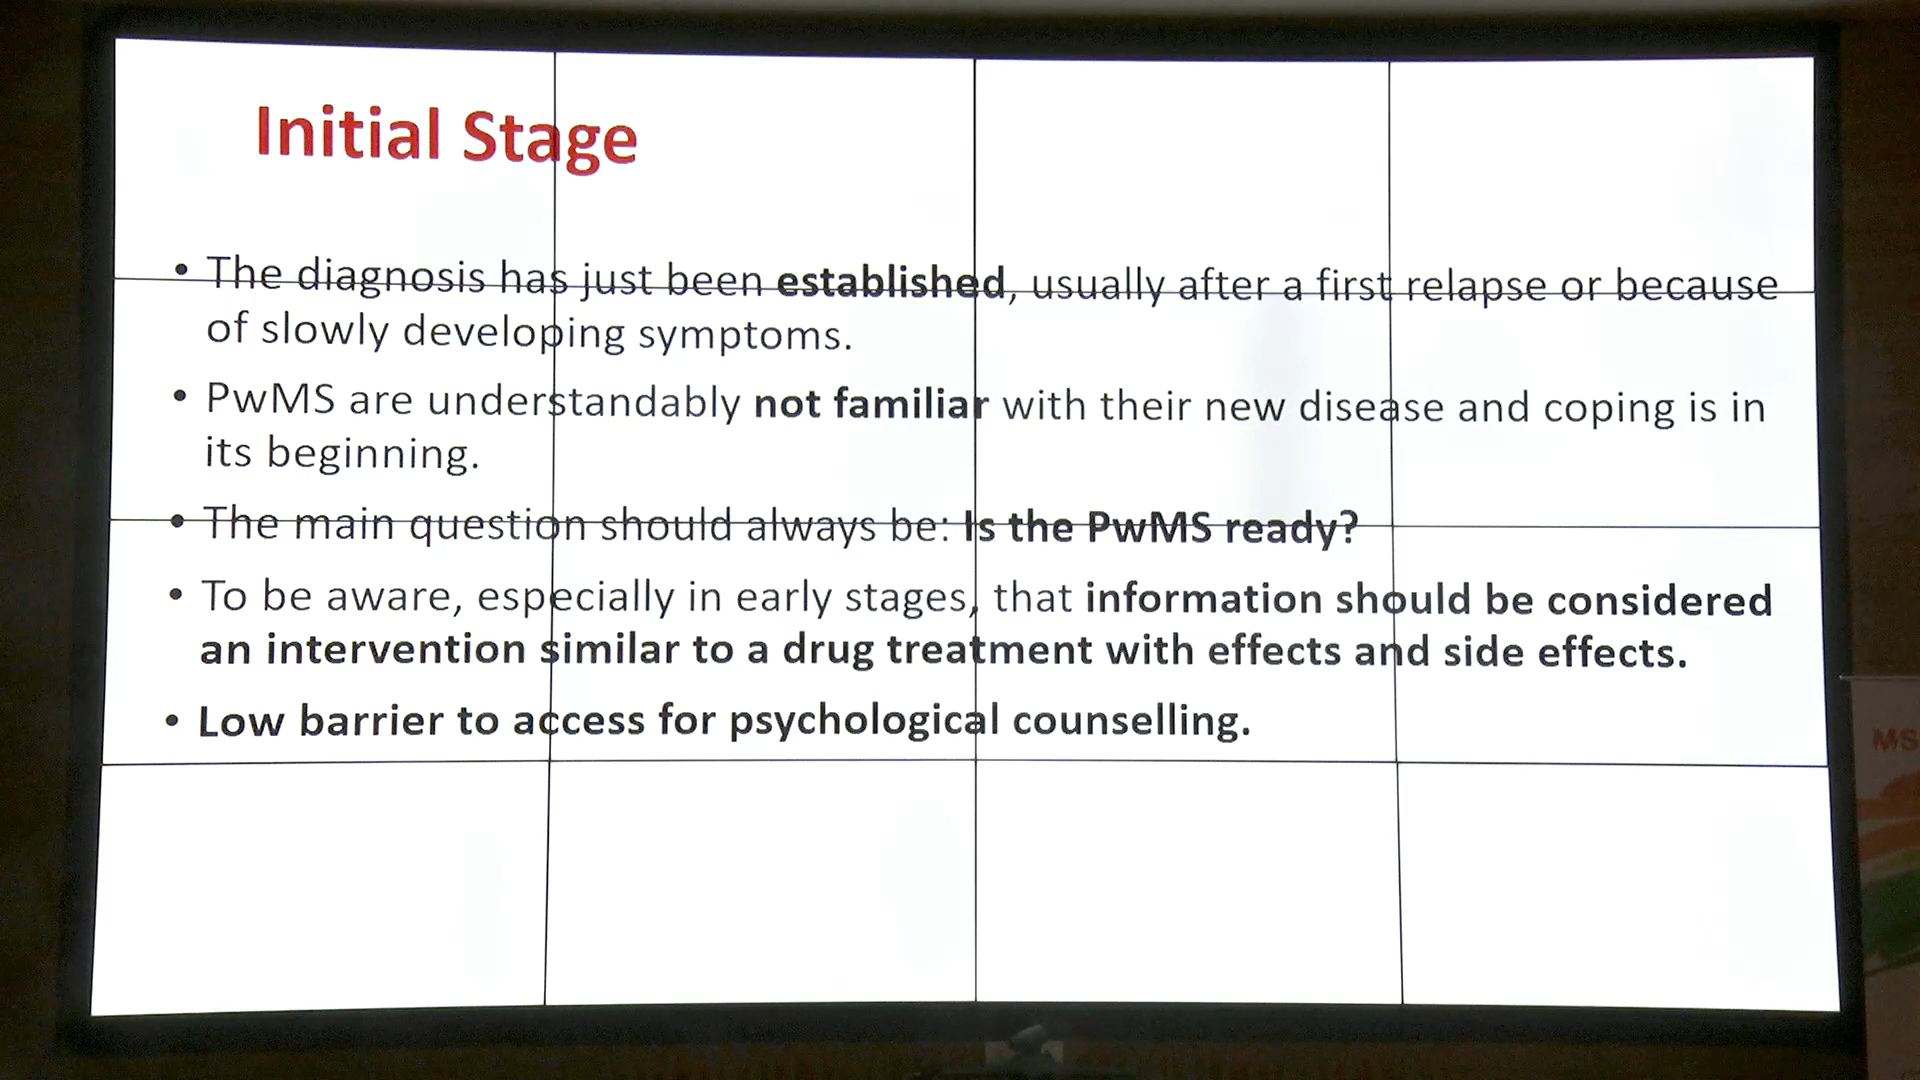 Initial Stage
• The diagnosis has just been established, usually after a first relapse or because
of slowly developing symptoms.
• PwMS are understandably not familiar with their new disease and coping is in
its beginning.
• The main question should always be: Is the PwMS ready?
• To be aware, especially in early stages, that information should be considered
an intervention similar to a drug treatment with effects and side effects.
• Low barrier to access for psychological counselling.
MS